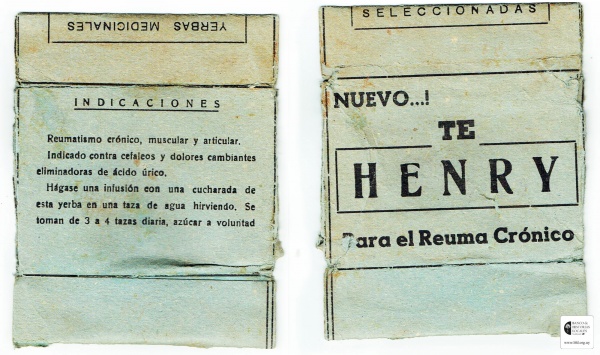 YERBAS MEDICINALES
INDICACIONES
Reumatismo crónico, muscular y articular.
Indicado contra cefaleos y dolores cambiantes
eliminadoras de ácido úrico.
Hágase una infusión con una cucharada de
esta yerba en una taza de agua hirviendo. Se
toman de 3 a 4 tazas diaria, azúcar a voluntad
SELECCIONADAS
NUEVO...!
TE
HENRY
Para el Reuma Crónico